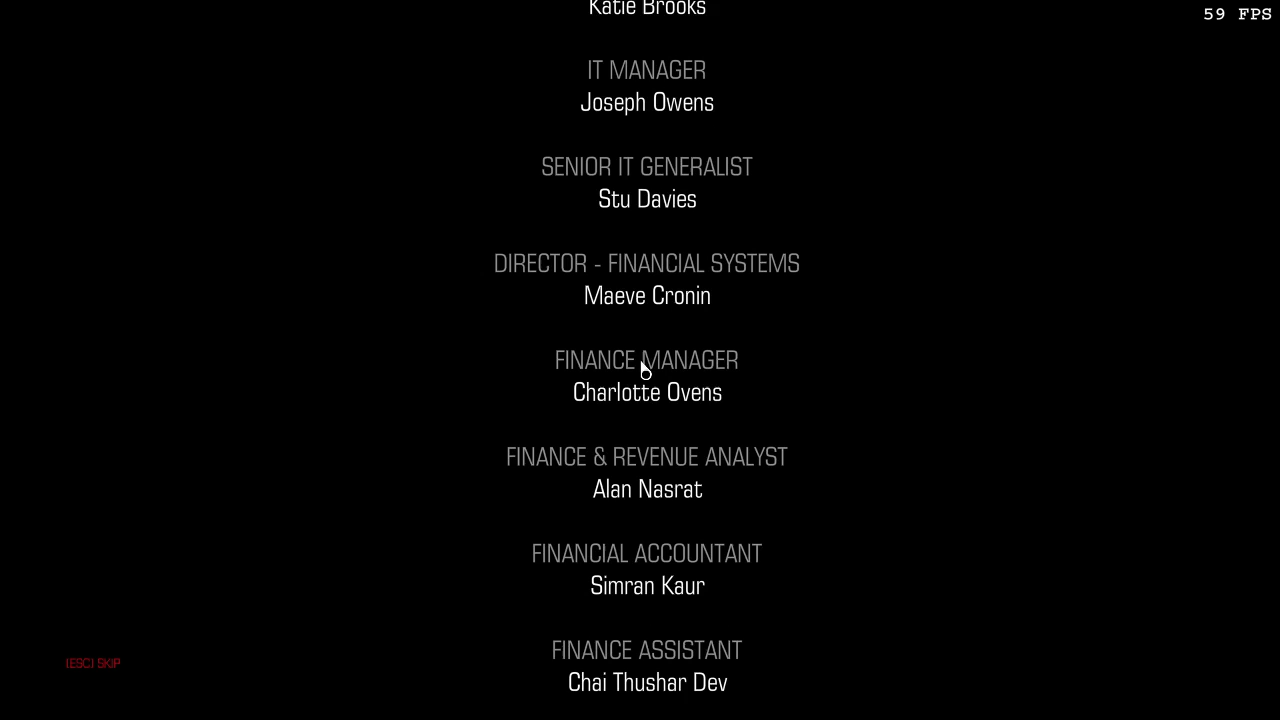 Katie Brooks
59 FPS
IT MANAGER
Joseph Owens
SENIOR IT GENERALIST
Stu Davies
DIRECTOR - FINANCIAL SYSTEMS
Maeve Cronin
FINANCE MANAGER
Charlotte Ovens
FINANCE & REVENUE ANALYST
Alan Nasrat
FINANCIAL ACCOUNTANT
Simran Kaur
FINANCE ASSISTANT
[ESC] SKIP
Chai Thushar Dev